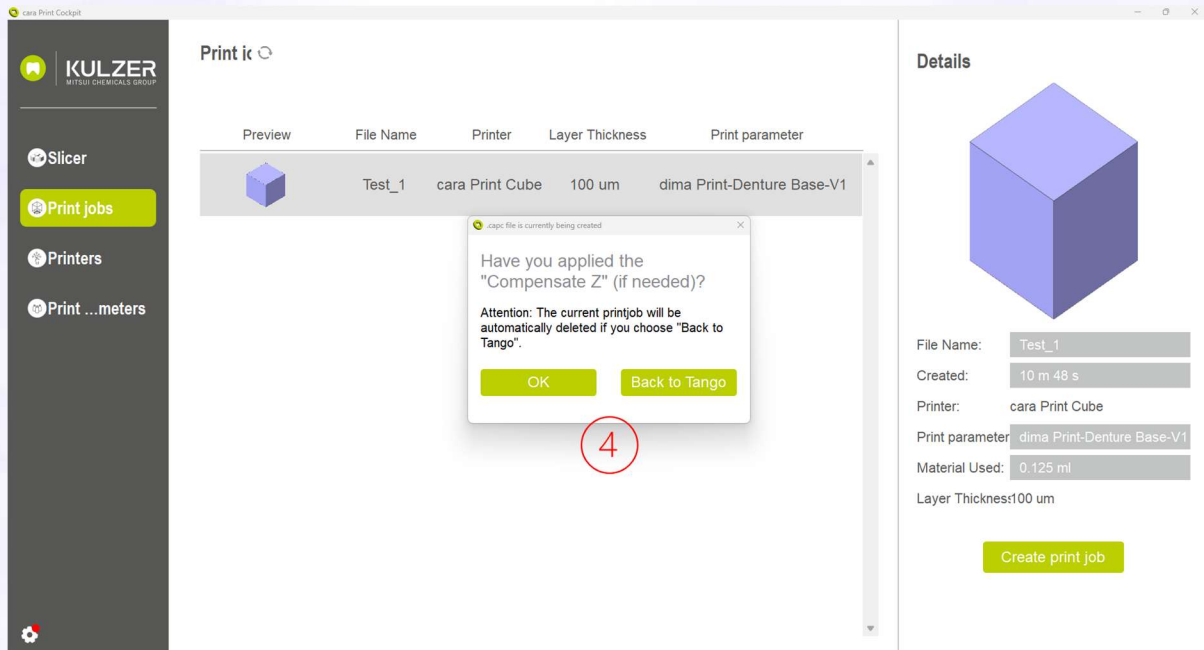 cara Print Cockpit
KULZER
MITSUI CHEMICALS GROUP
Slicer
Print jobs
Printers
Print ...meters
Print ic
Preview File Name Printer Layer Thickness Print parameter
Test_1 cara Print Cube 100 um dima Print-Denture Base-V1
.capc file is currently being created
Have you applied the
"Compensate Z" (if needed)?
Attention: The current printjob will be
automatically deleted if you choose "Back to
Tango".
OK Back to Tango
4
Details
File Name: Test_1
Created: 10 m 48 s
Printer: cara Print Cube
Print parameter dima Print-Denture Base-V1
Material Used: 0.125 ml
Layer Thickness 100 um
Create print job